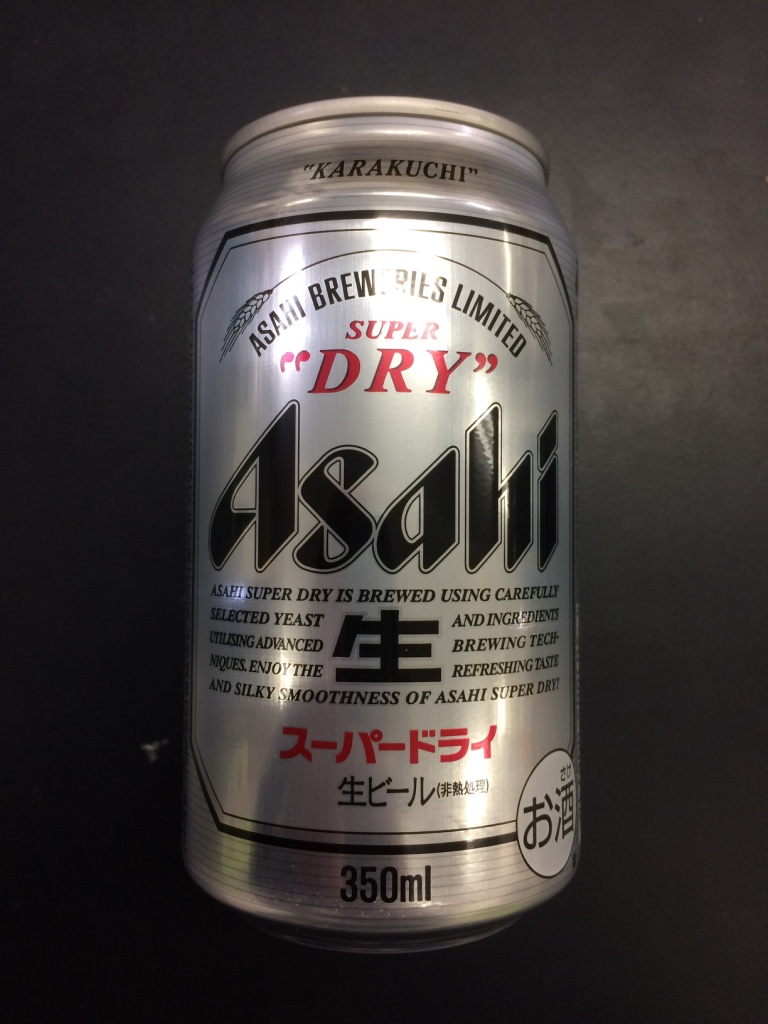 “KARAKUCHI”
ASAHI BREWERIES LIMITED
SUPER
“DRY”
Asahi
ASAHI SUPER DRY IS BREWED USING CAREFULLY
SELECTED YEAST AND INGREDIENTS
UTILISING ADVANCED BREWING TECH-
NIQUES. ENJOY THE REFRESHING TASTE
AND SILKY SMOOTHNESS OF ASAHI SUPER DRY!
生
スーパードライ
生ビール(非熱処理)
さけ
お酒
350ml